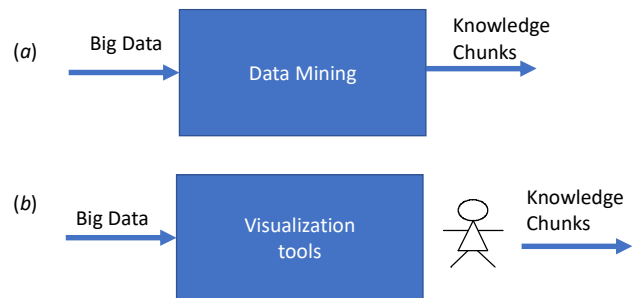 (a)
Big Data
Data Mining
Knowledge
Chunks
(b)
Big Data
Visualization
tools
Knowledge
Chunks